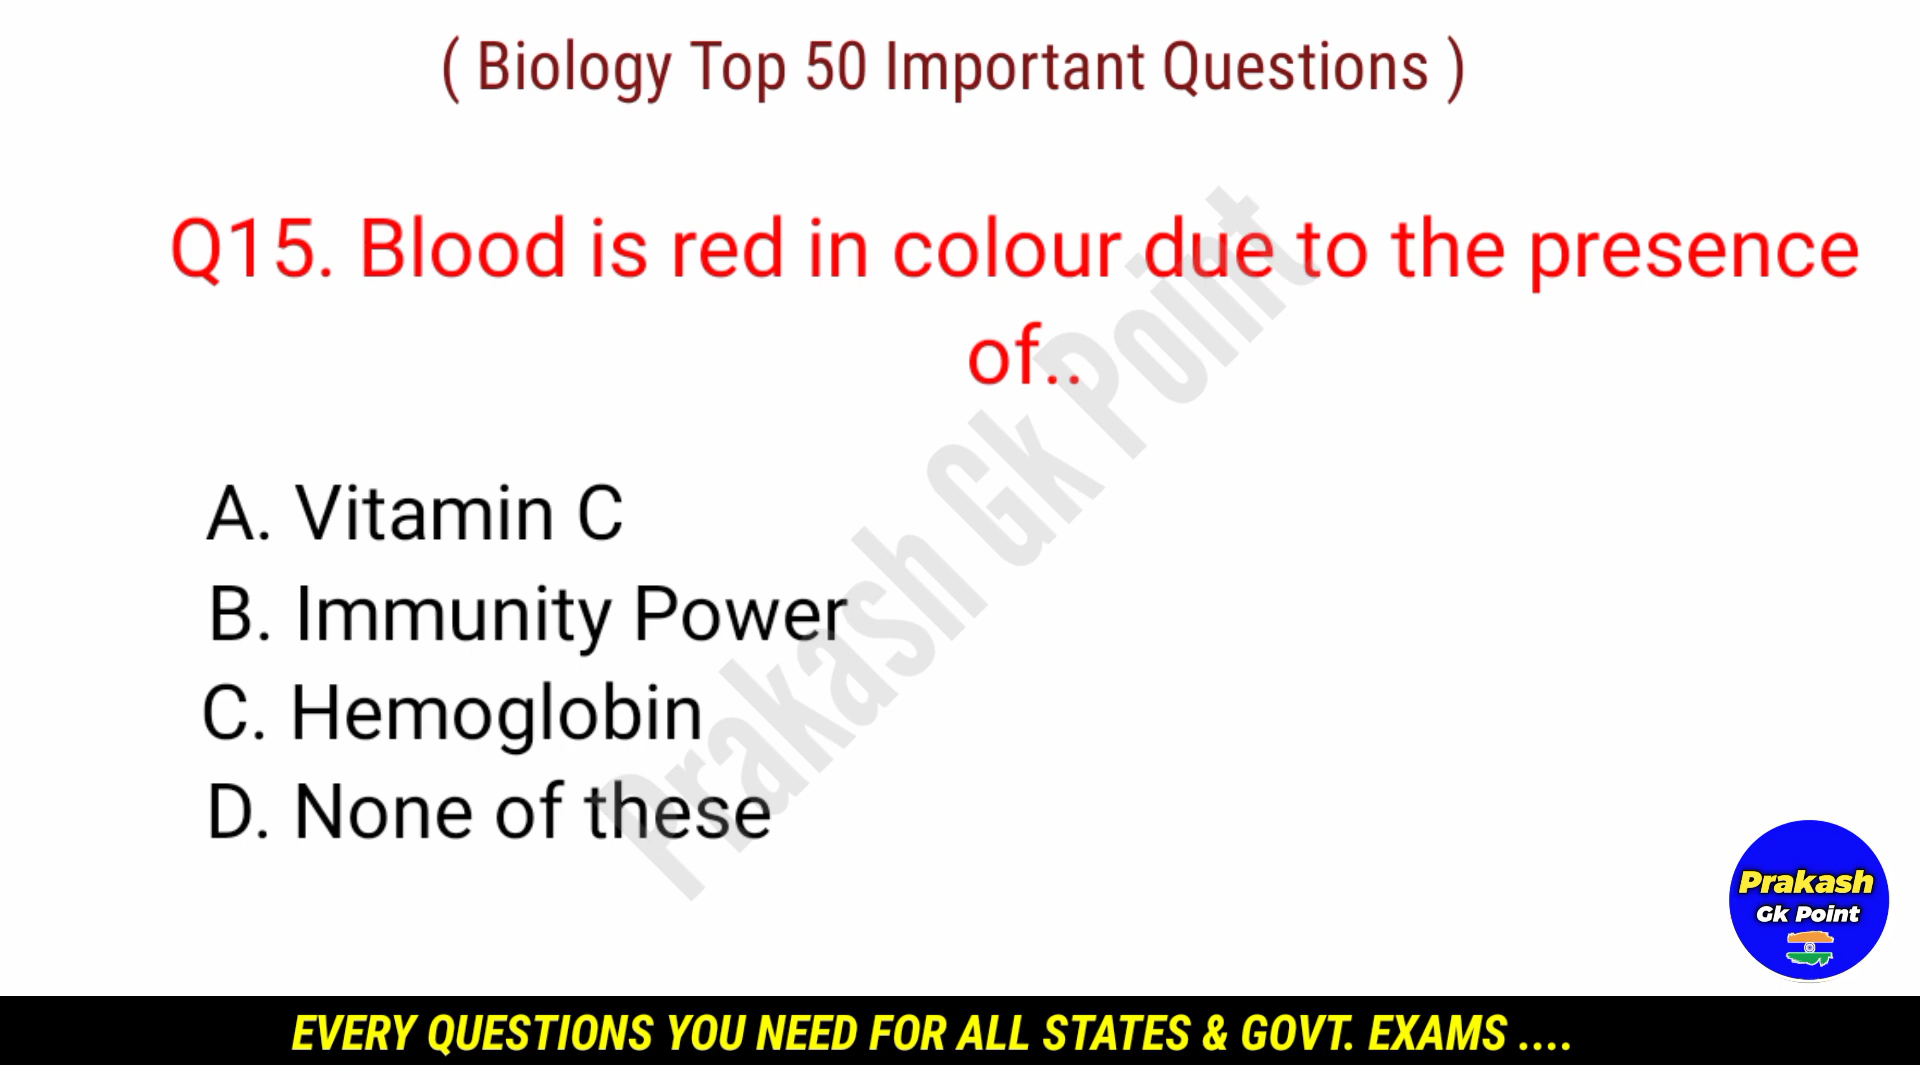 ( Biology Top 50 Important Questions )
Q15. Blood is red in colour due to the presence
of..
A. Vitamin C
B. Immunity Power
C. Hemoglobin
D. None of these
Prakash Gk Point
Prakash
Gk Point
EVERY QUESTIONS YOU NEED FOR ALL STATES & GOVT. EXAMS ....